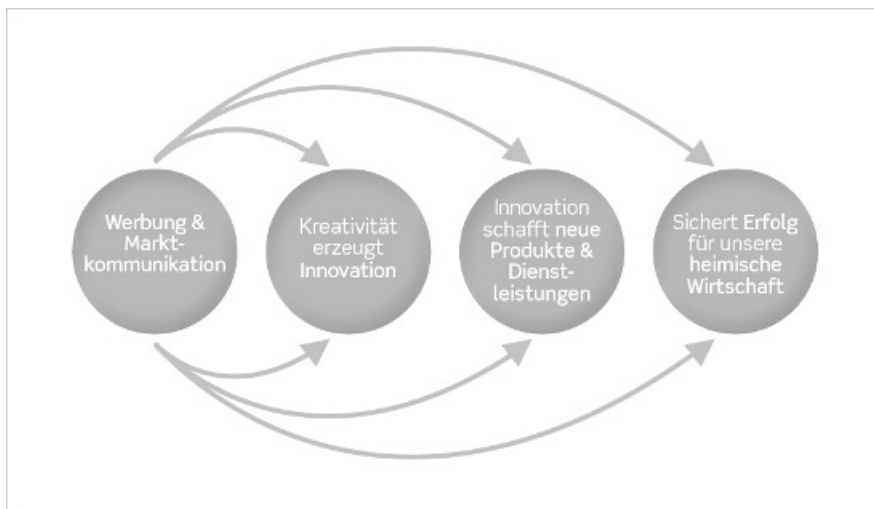 Werbung &
Markt-
kommunikation
Kreativität
erzeugt
Innovation
Innovation
schafft neue
Produkte &
Dienst-
leistungen
Sichert Erfolg
für unsere
heimische
Wirtschaft